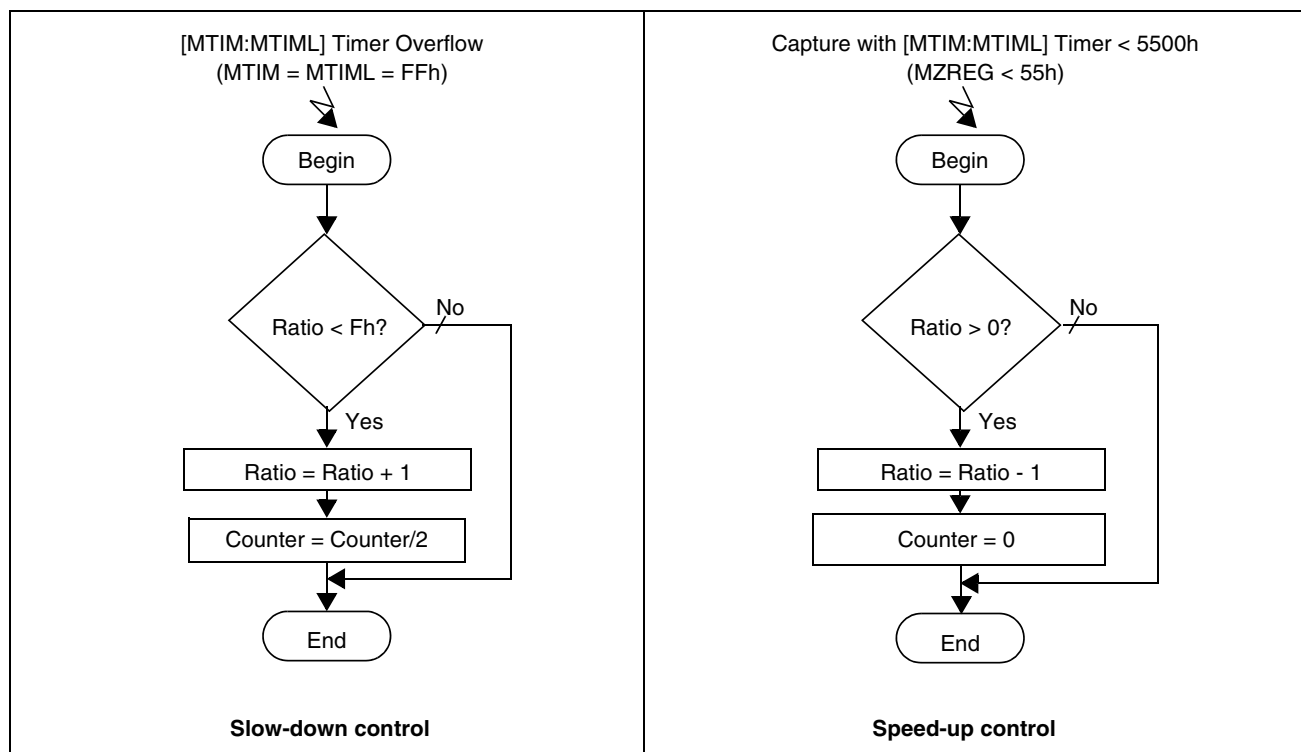 [MTIM:MTIML] Timer Overflow
(MTIM = MTIML = FFh)
Begin
Ratio < Fh?
No
Yes
Ratio = Ratio + 1
Counter = Counter/2
End
Slow-down control
Capture with [MTIM:MTIML] Timer < 5500h
(MZREG < 55h)
Begin
Ratio > 0?
No
Yes
Ratio = Ratio - 1
Counter = 0
End
Speed-up control